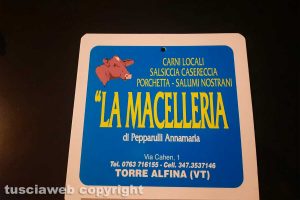 CARNI LOCALI
SALSICCIA CASERECCIA
PORCHETTA - SALUMI NOSTRANI
"LA MACELLERIA
di Pepparulli Annamaria
Via Cahen, 1
Tel. 0763 716155 - Cell. 347.3537146
TORRE ALFINA (VT)
tusciaweb copyright